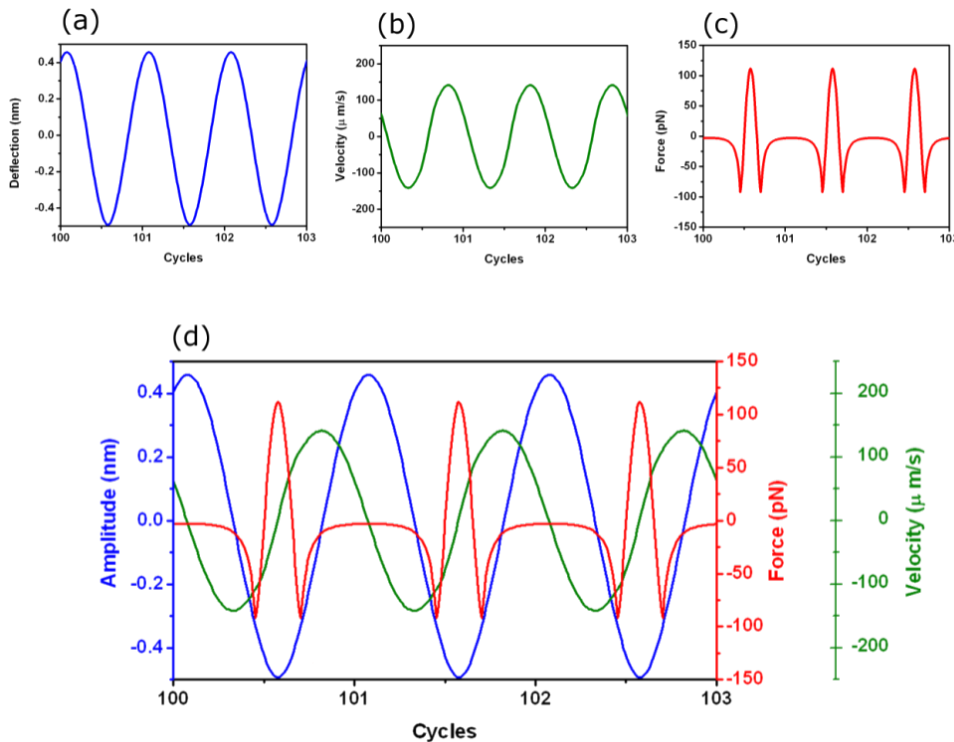 (a)
0.4
0.2
0.0
-0.2
-0.4
Deflection (nm)
100 101 102 103
Cycles
(b)
200
100
0
-100
-200
Velocity (μ m/s)
100 101 102 103
Cycles
(c)
150
100
50
0
-50
-100
-150
Force (pN)
100 101 102 103
Cycles
(d)
0.4
0.2
0.0
-0.2
-0.4
Amplitude (nm)
100 101 102 103
Cycles
150
100
50
0
-50
-100
-150
Force (pN)
200
100
0
-100
-200
Velocity (μ m/s)